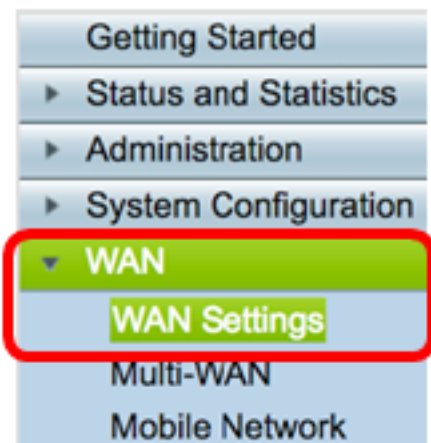 Getting Started
Status and Statistics
Administration
System Configuration
WAN
WAN Settings
Multi-WAN
Mobile Network